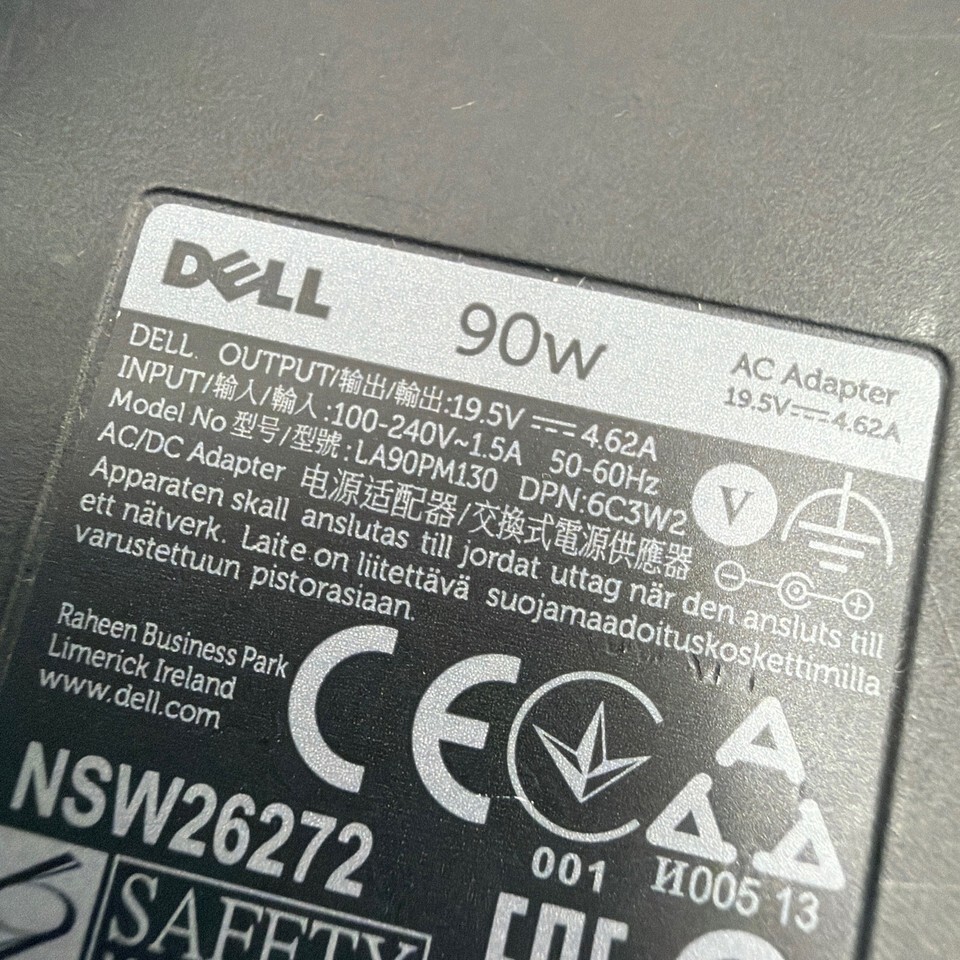 DELL
90W
AC Adapter
19.5V⎓4.62A
DELL. OUTPUT/输出/輸出:19.5V⎓4.62A
INPUT/输入/輸入:100-240V~1.5A 50-60Hz
Model No 型号/型號:LA90PM130 DPN:6C3W2
AC/DC Adapter 电源适配器/交換式電源供應器
Apparaten skall anslutas till jordat uttag när den ansluts till
ett nätverk. Laite on liitettävä suojamaadoituskoskettimilla
varustettuun pistorasiaan.
V
Raheen Business Park
Limerick Ireland
www.dell.com
CE
001
И005 13
NSW26272
SAFETY
EAC